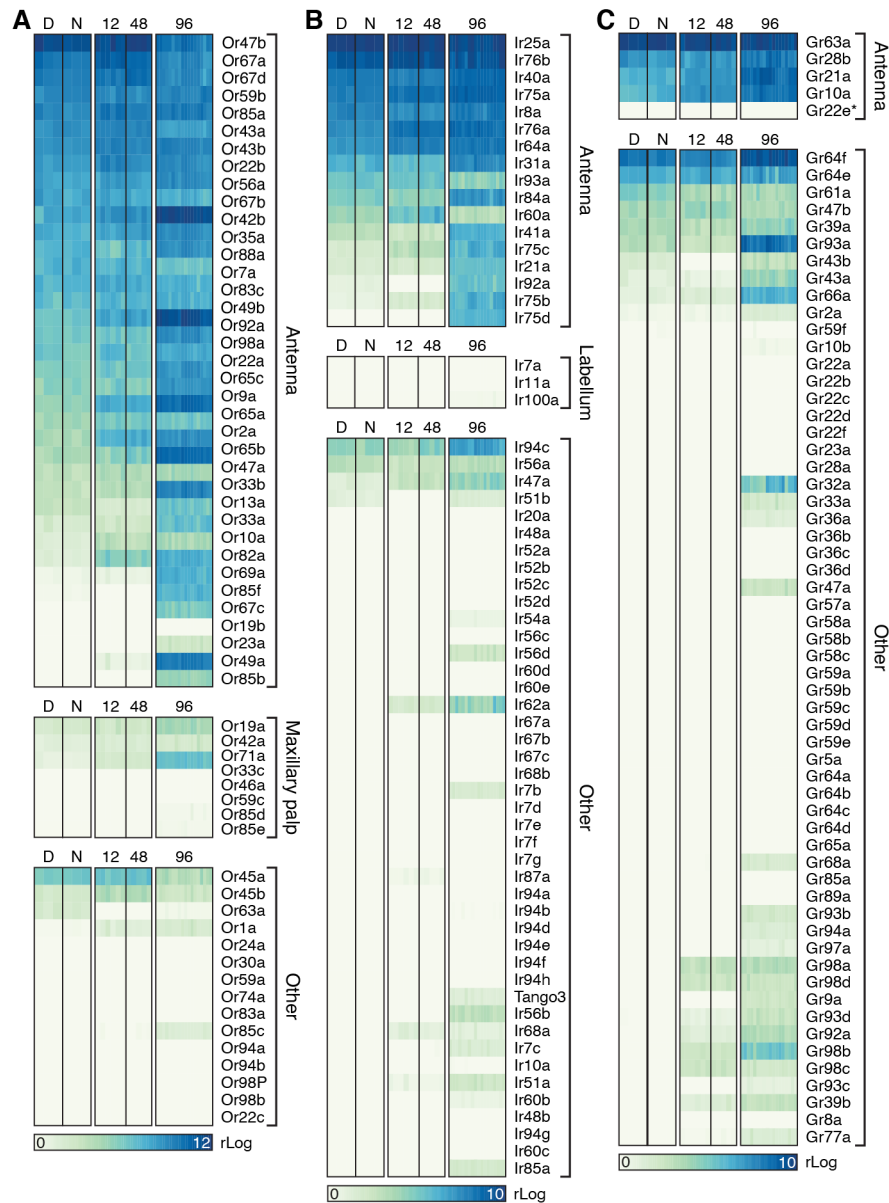 A
D N 12 48 96
Or47b
Or67a
Or67d
Or59b
Or85a
Or43a
Or43b
Or22b
Or56a
Or67b
Or42b
Or35a
Or88a
Or7a
Or83c
Or49b
Or92a
Or98a
Or22a
Or65c
Or9a
Or65a
Or2a
Or65b
Or47a
Or33b
Or13a
Or33a
Or10a
Or82a
Or69a
Or85f
Or67c
Or19b
Or23a
Or49a
Or85b
Antenna
D N 12 48 96
Or19a
Or42a
Or71a
Or33c
Or46a
Or59c
Or85d
Or85e
Maxillary palp
D N 12 48 96
Or45a
Or45b
Or63a
Or1a
Or24a
Or30a
Or59a
Or74a
Or83a
Or85c
Or94a
Or94b
Or98P
Or98b
Or22c
Other
0 12 rLog
B
D N 12 48 96
Ir25a
Ir76b
Ir40a
Ir75a
Ir8a
Ir76a
Ir64a
Ir31a
Ir93a
Ir84a
Ir60a
Ir41a
Ir75c
Ir21a
Ir92a
Ir75b
Ir75d
Antenna
D N 12 48 96
Ir7a
Ir11a
Ir100a
Labellum
D N 12 48 96
Ir94c
Ir56a
Ir47a
Ir51b
Ir20a
Ir48a
Ir52a
Ir52b
Ir52c
Ir52d
Ir54a
Ir56c
Ir56d
Ir60d
Ir60e
Ir62a
Ir67a
Ir67b
Ir67c
Ir68b
Ir7b
Ir7d
Ir7e
Ir7f
Ir7g
Ir87a
Ir94a
Ir94b
Ir94d
Ir94e
Ir94f
Ir94h
Tango3
Ir56b
Ir68a
Ir7c
Ir10a
Ir51a
Ir60b
Ir48b
Ir94g
Ir60c
Ir85a
Other
0 10 rLog
C
D N 12 48 96
Gr63a
Gr28b
Gr21a
Gr10a
Gr22e*
Antenna
D N 12 48 96
Gr64f
Gr64e
Gr61a
Gr47b
Gr39a
Gr93a
Gr43b
Gr43a
Gr66a
Gr2a
Gr59f
Gr10b
Gr22a
Gr22b
Gr22c
Gr22d
Gr22f
Gr23a
Gr28a
Gr32a
Gr33a
Gr36a
Gr36b
Gr36c
Gr36d
Gr47a
Gr57a
Gr58a
Gr58b
Gr58c
Gr59a
Gr59b
Gr59c
Gr59d
Gr59e
Gr5a
Gr64a
Gr64b
Gr64c
Gr64d
Gr65a
Gr68a
Gr85a
Gr89a
Gr93b
Gr94a
Gr97a
Gr98a
Gr98d
Gr9a
Gr93d
Gr92a
Gr98b
Gr98c
Gr93c
Gr39b
Gr8a
Gr77a
Other
0 10 rLog